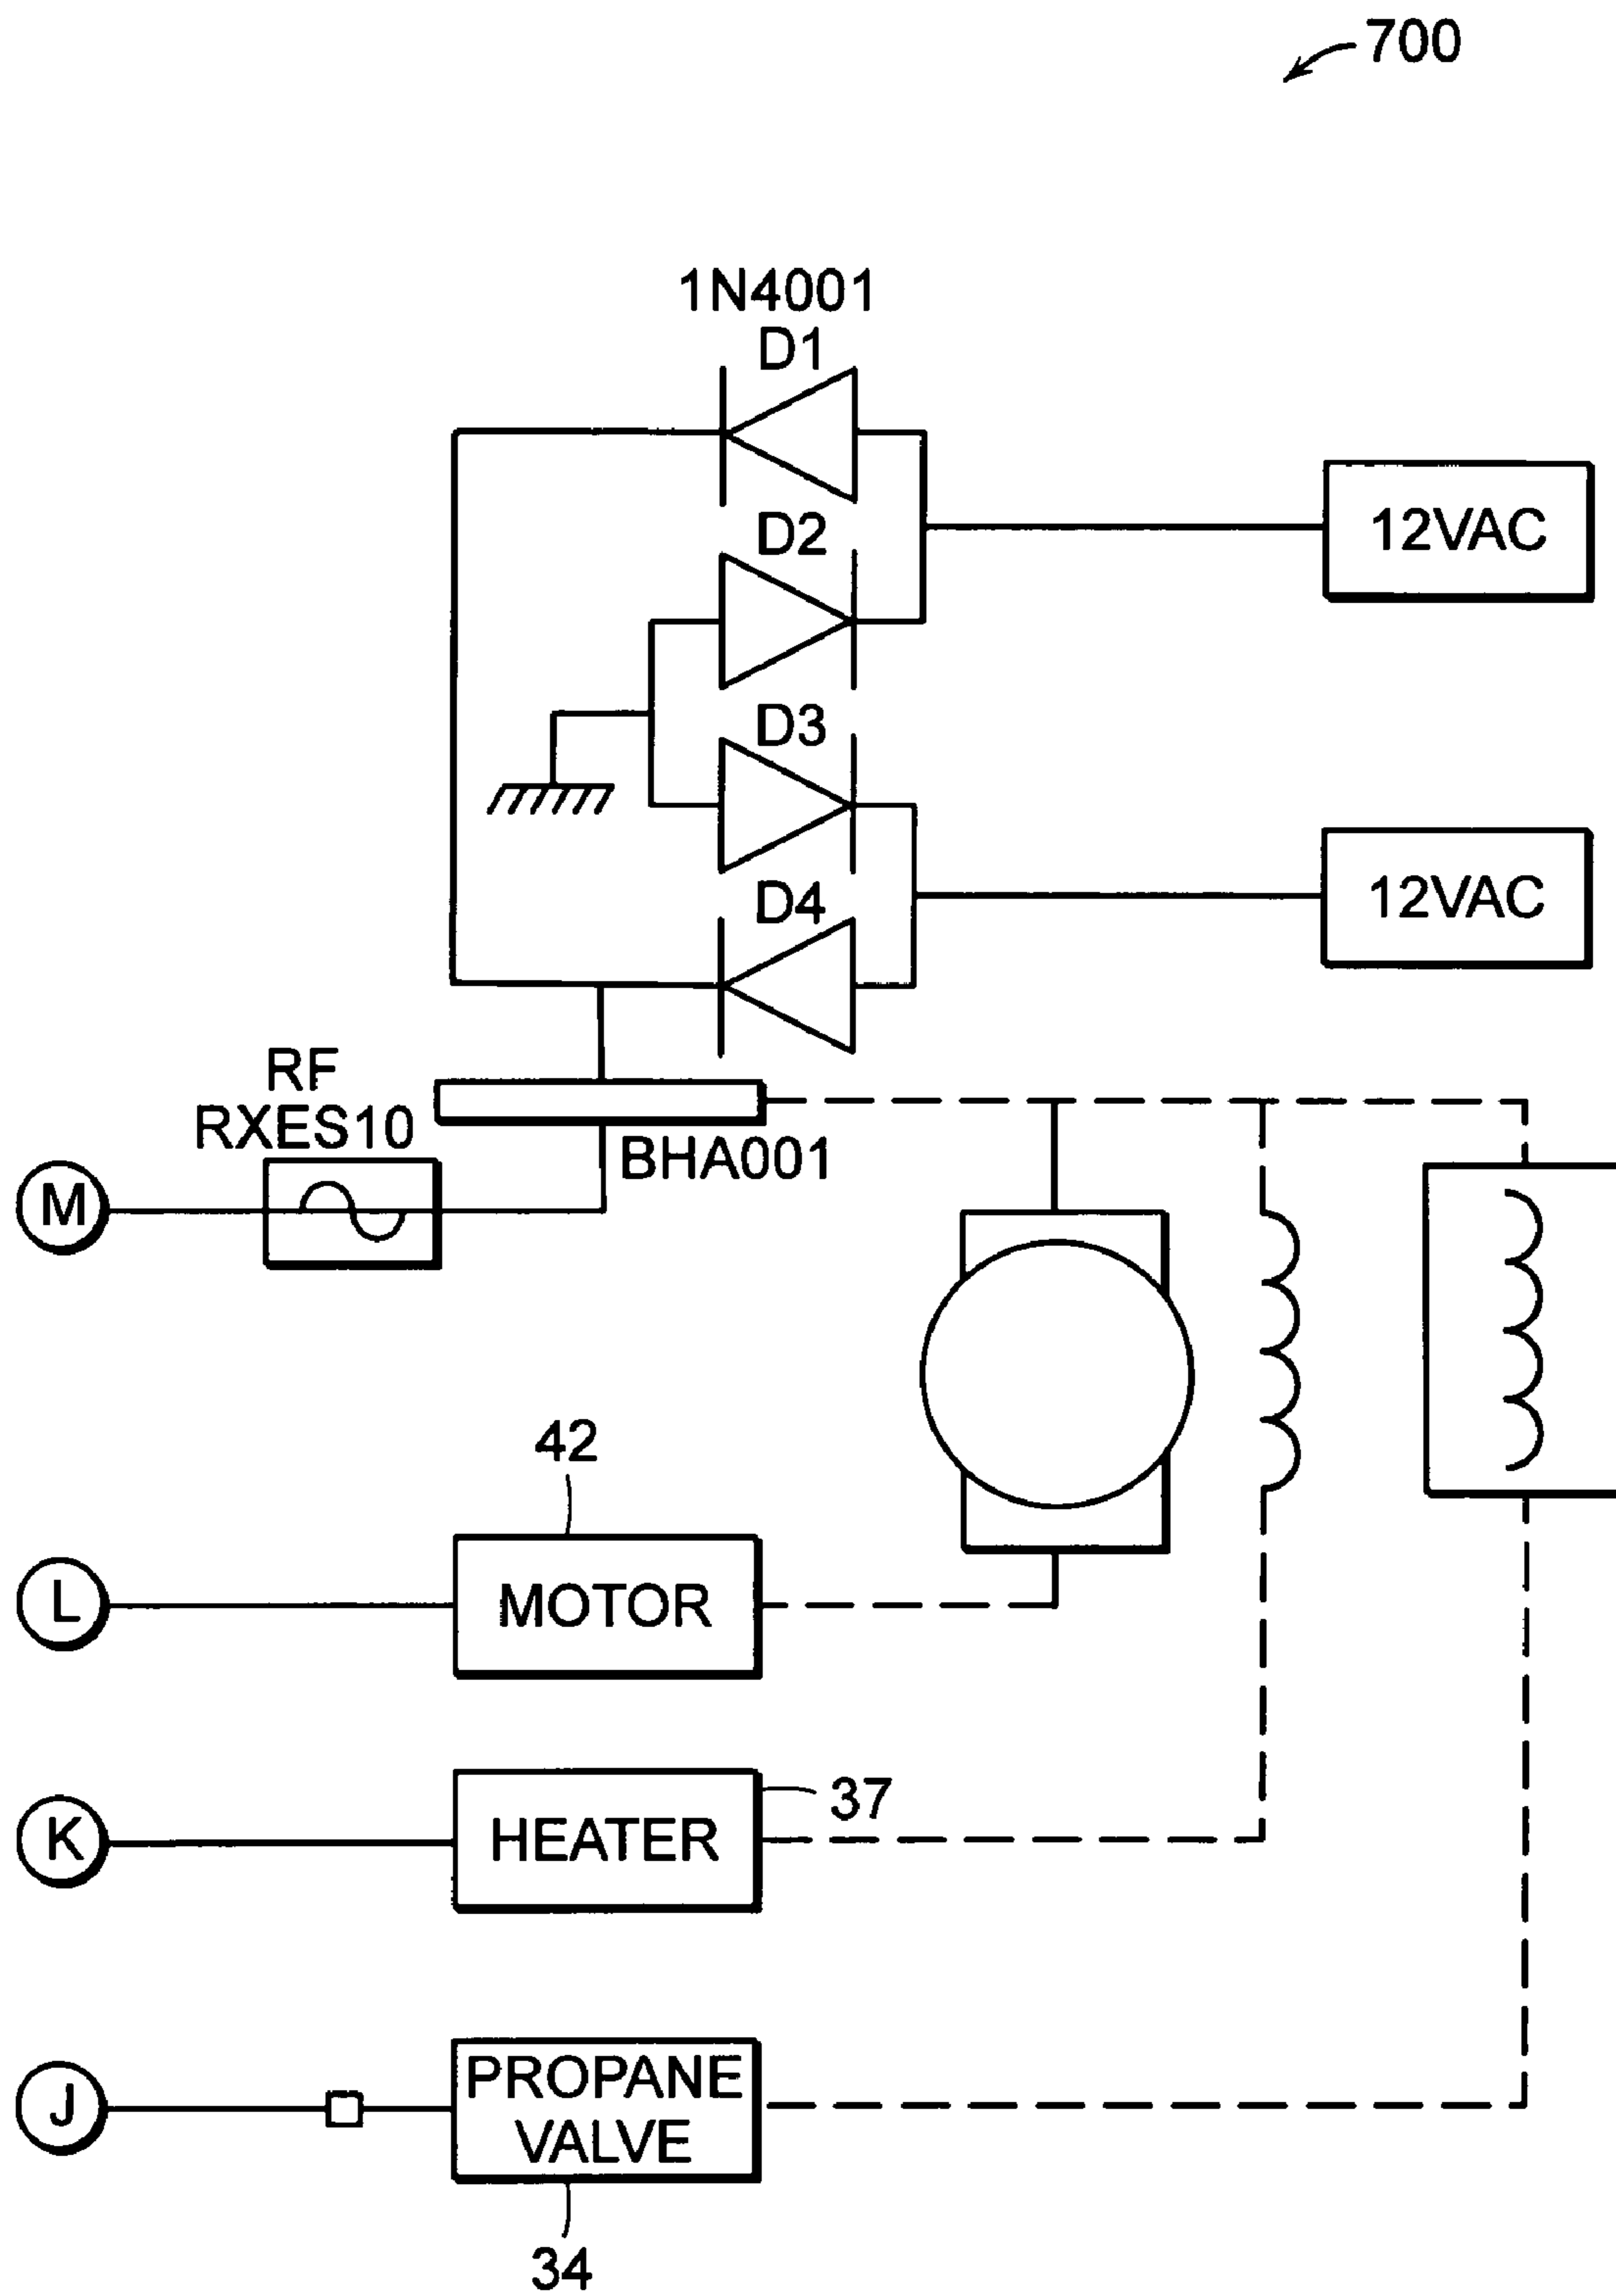 700
1N4001
D1
12VAC
D2
D3
12VAC
D4
RF
RXES10
BHA001
M
42
L
MOTOR
37
K
HEATER
J
PROPANE
VALVE
34